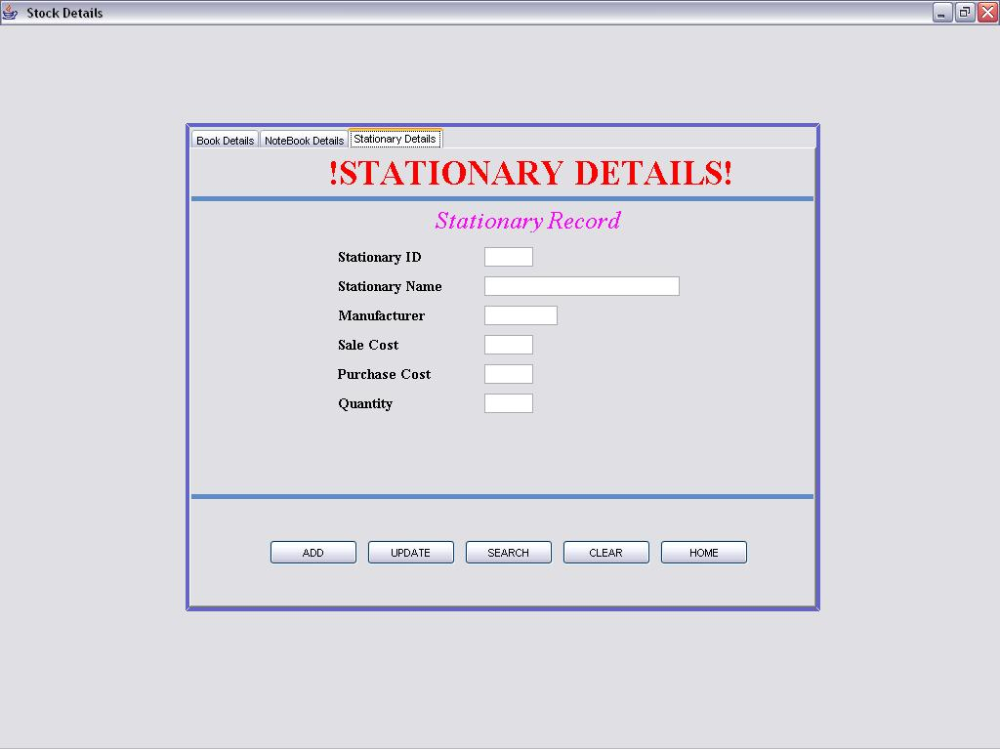 Stock Details
Book Details NoteBook Details Stationary Details
!STATIONARY DETAILS!
Stationary Record
Stationary ID
Stationary Name
Manufacturer
Sale Cost
Purchase Cost
Quantity
ADD UPDATE SEARCH CLEAR HOME